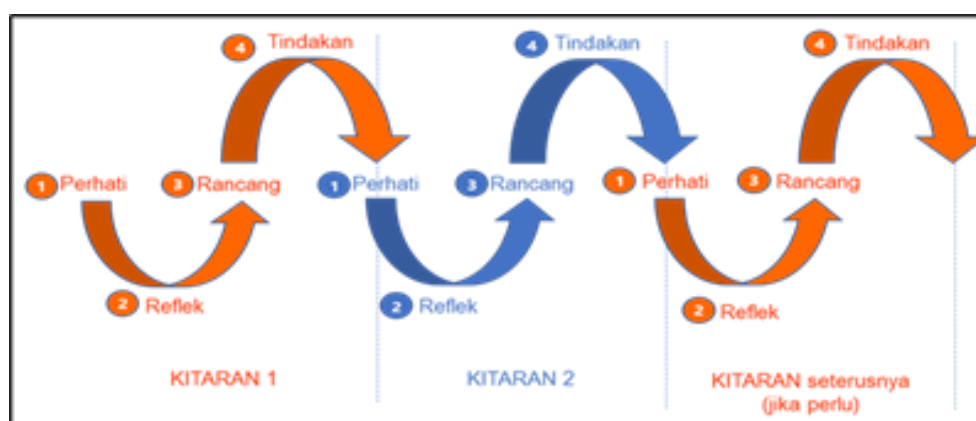 4 Tindakan
1 Perhati
3 Rancang
2 Reflek
KITARAN 1
4 Tindakan
1 Perhati
3 Rancang
2 Reflek
KITARAN 2
4 Tindakan
1 Perhati
3 Rancang
2 Reflek
KITARAN seterusnya
(jika perlu)